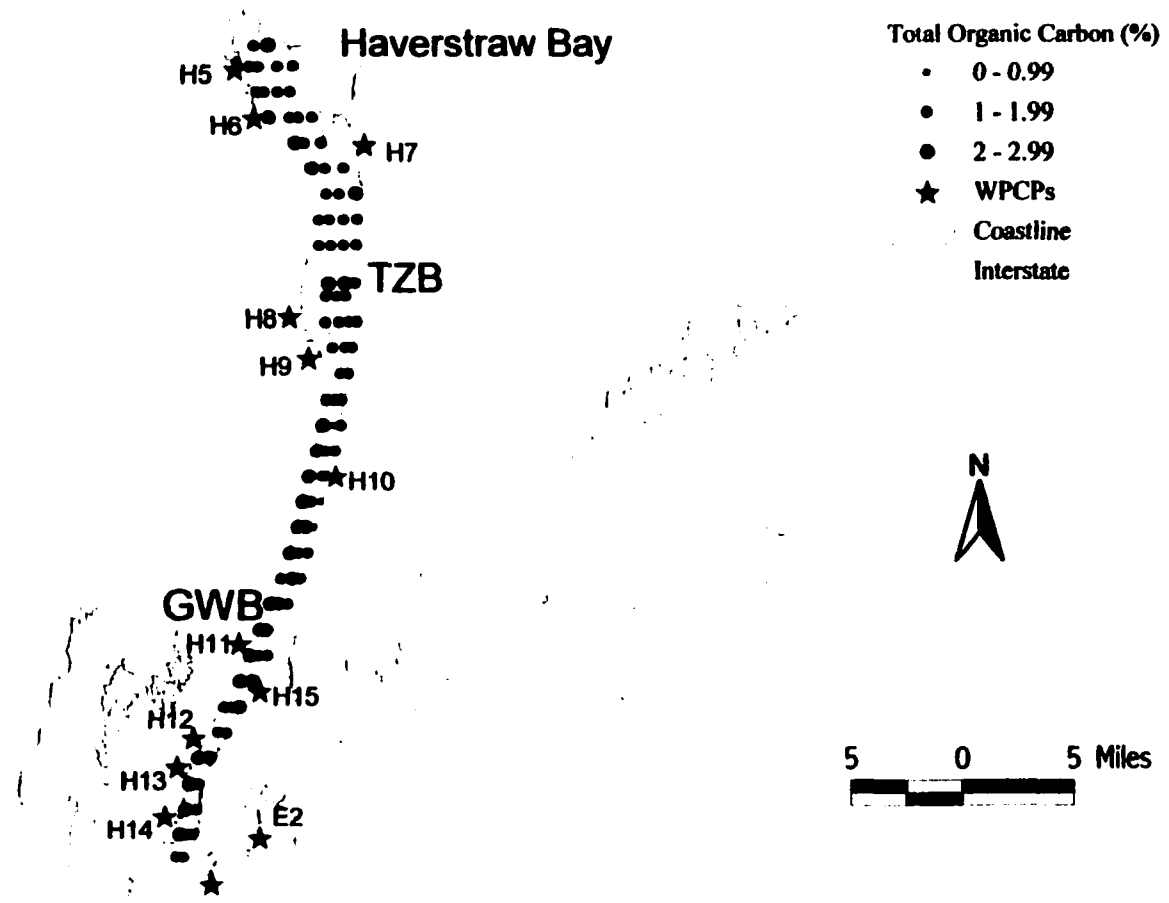 Haverstraw Bay
Total Organic Carbon (%)
0 - 0.99
1 - 1.99
2 - 2.99
WPCPs
Coastline
Interstate
H5
H6
H7
TZB
H8
H9
H10
N
GWB
H11
H15
H12
H13
H14
E2
5 0 5 Miles